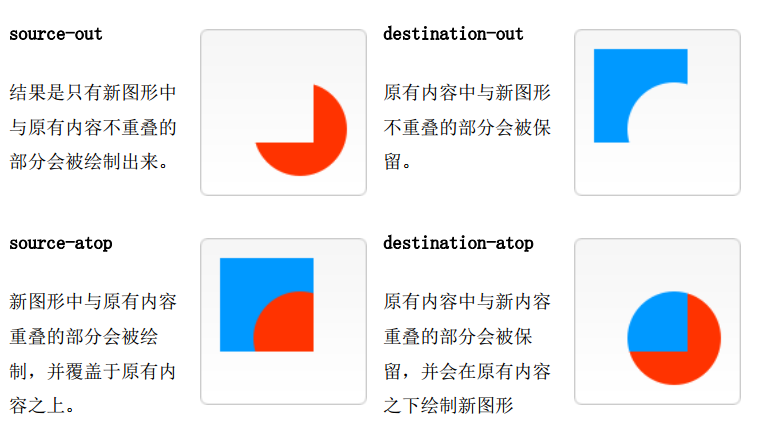 source-out
结果是只有新图形中
与原有内容不重叠的
部分会被绘制出来。
destination-out
原有内容中与新图形
不重叠的部分会被保
留。
source-atop
新图形中与原有内容
重叠的部分会被绘
制，并覆盖于原有内
容之上。
destination-atop
原有内容中与新内容
重叠的部分会被保
留，并会在原有内容
之下绘制新图形